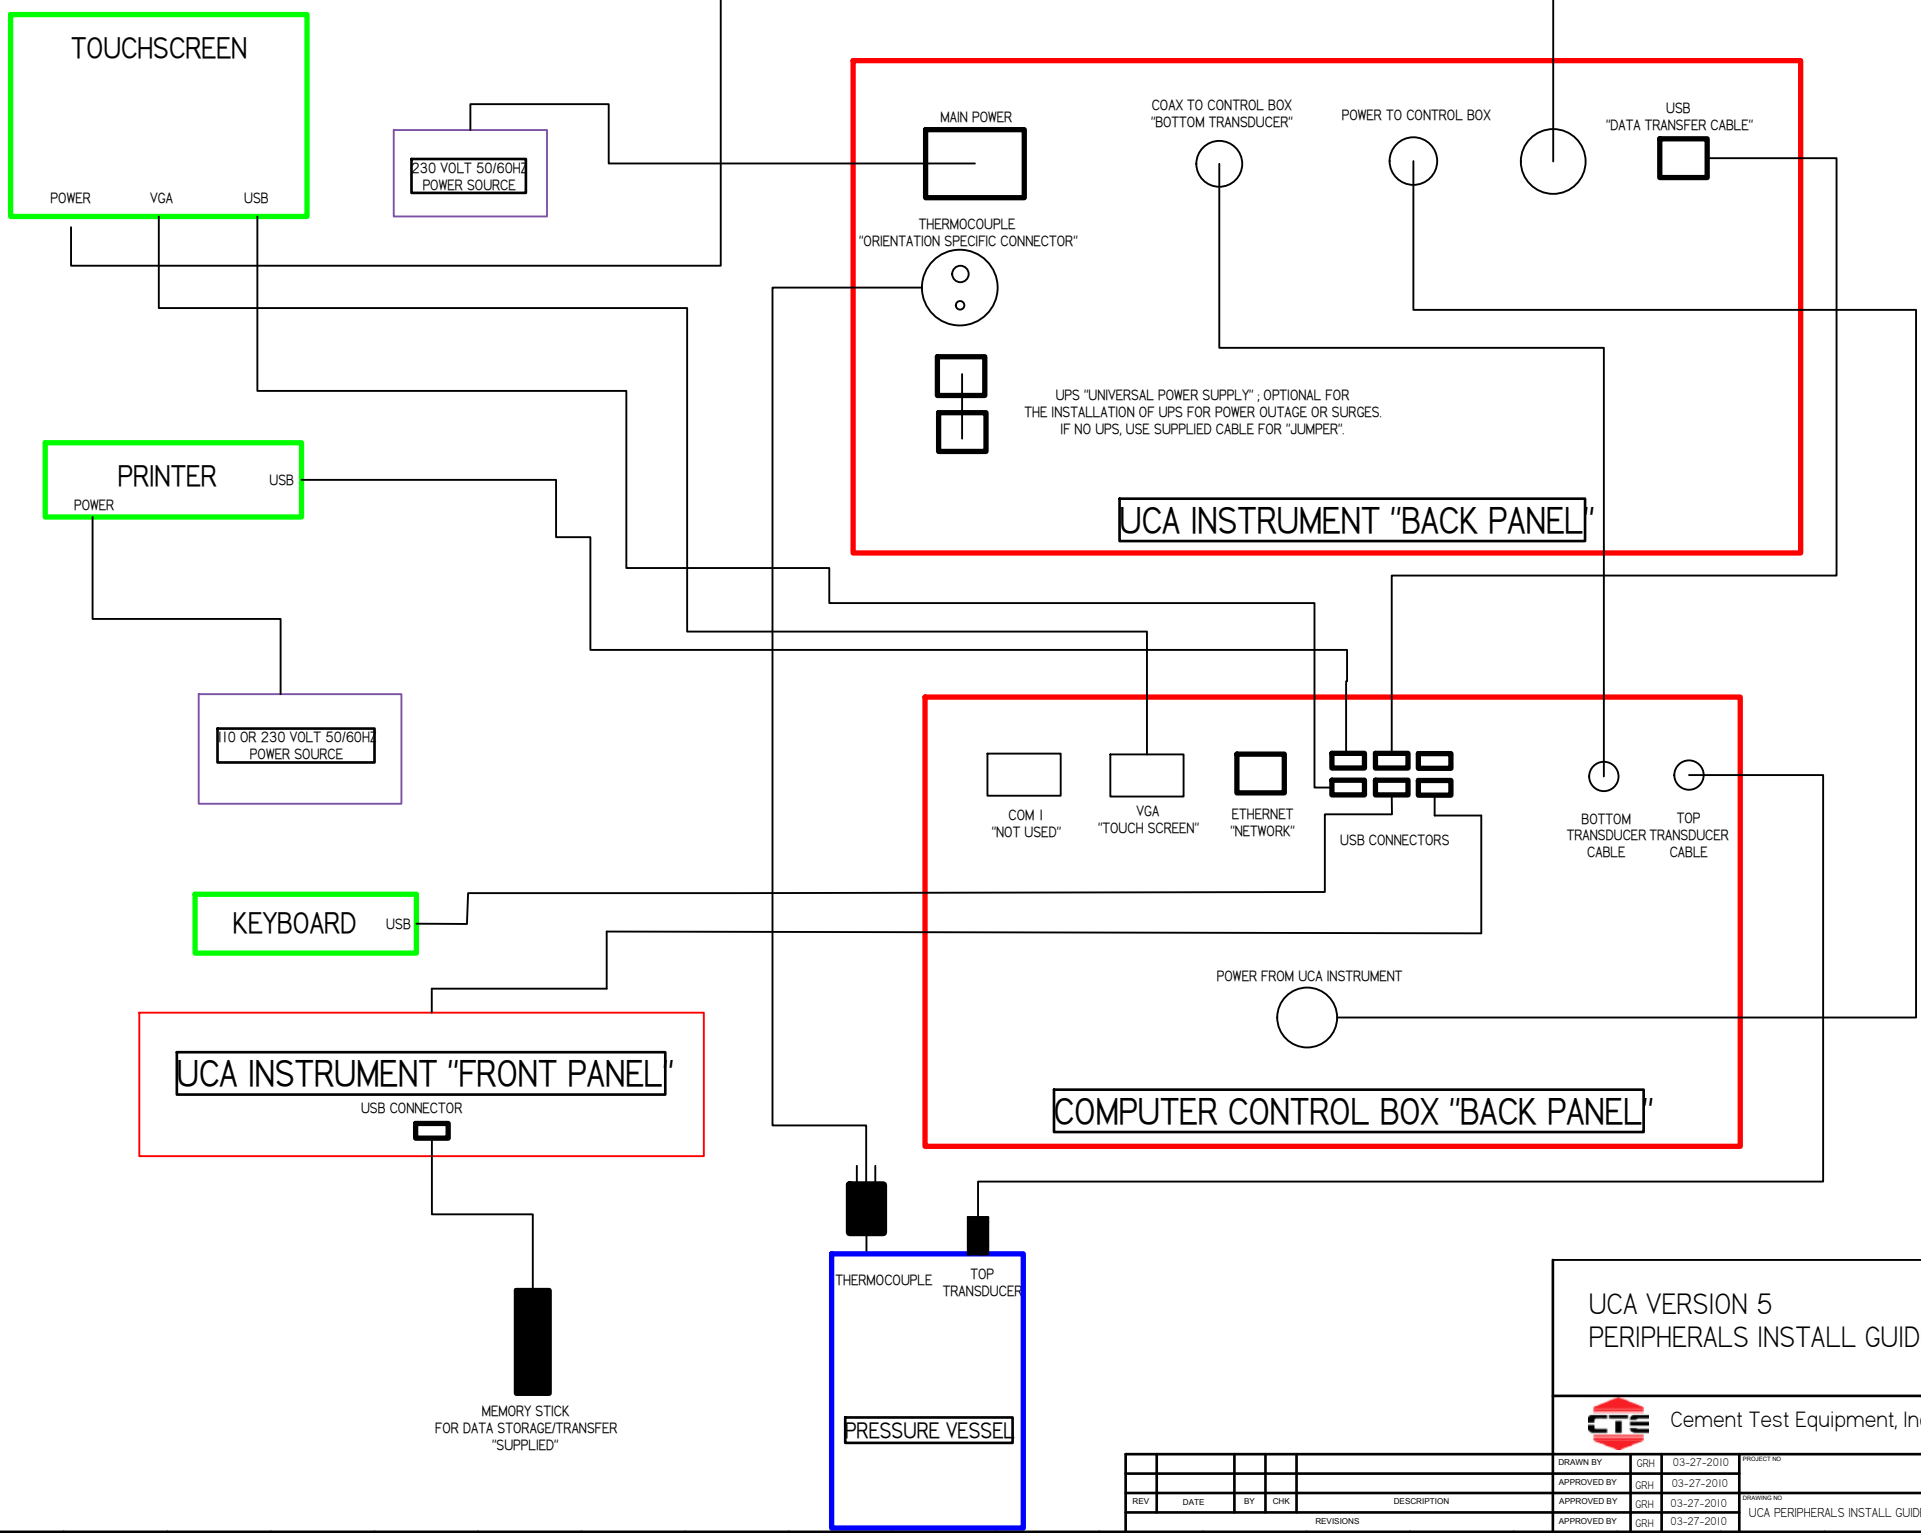 TOUCHSCREEN
POWER
VGA
USB
230 VOLT 50/60HZ
POWER SOURCE
MAIN POWER
COAX TO CONTROL BOX
"BOTTOM TRANSDUCER"
POWER TO CONTROL BOX
USB
"DATA TRANSFER CABLE"
THERMOCOUPLE
"ORIENTATION SPECIFIC CONNECTOR"
UPS "UNIVERSAL POWER SUPPLY" ; OPTIONAL FOR
THE INSTALLATION OF UPS FOR POWER OUTAGE OR SURGES.
IF NO UPS, USE SUPPLIED CABLE FOR "JUMPER".
UCA INSTRUMENT "BACK PANEL"
PRINTER
USB
POWER
110 OR 230 VOLT 50/60HZ
POWER SOURCE
COM 1
"NOT USED"
VGA
"TOUCH SCREEN"
ETHERNET
"NETWORK"
USB CONNECTORS
BOTTOM
TRANSDUCER
CABLE
TOP
TRANSDUCER
CABLE
KEYBOARD
USB
POWER FROM UCA INSTRUMENT
COMPUTER CONTROL BOX "BACK PANEL"
UCA INSTRUMENT "FRONT PANEL"
USB CONNECTOR
MEMORY STICK
FOR DATA STORAGE/TRANSFER
"SUPPLIED"
THERMOCOUPLE
TOP
TRANSDUCER
PRESSURE VESSEL
UCA VERSION 5
PERIPHERALS INSTALL GUID
CTE
Cement Test Equipment, In
DRAWN BY GRH 03-27-2010 PROJECT NO
APPROVED BY GRH 03-27-2010
REV DATE BY CHK DESCRIPTION
APPROVED BY GRH 03-27-2010 DRAWING NO
UCA PERIPHERALS INSTALL GUID
REVISIONS
APPROVED BY GRH 03-27-2010